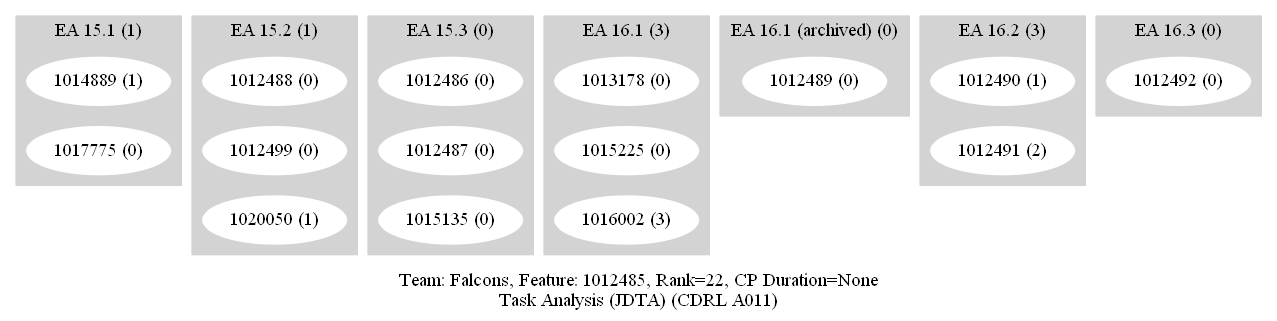 EA 15.1 (1)
1014889 (1)
1017775 (0)
EA 15.2 (1)
1012488 (0)
1012499 (0)
1020050 (1)
EA 15.3 (0)
1012486 (0)
1012487 (0)
1015135 (0)
EA 16.1 (3)
1013178 (0)
1015225 (0)
1016002 (3)
EA 16.1 (archived) (0)
1012489 (0)
EA 16.2 (3)
1012490 (1)
1012491 (2)
EA 16.3 (0)
1012492 (0)
Team: Falcons, Feature: 1012485, Rank=22, CP Duration=None
Task Analysis (JDTA) (CDRL A011)